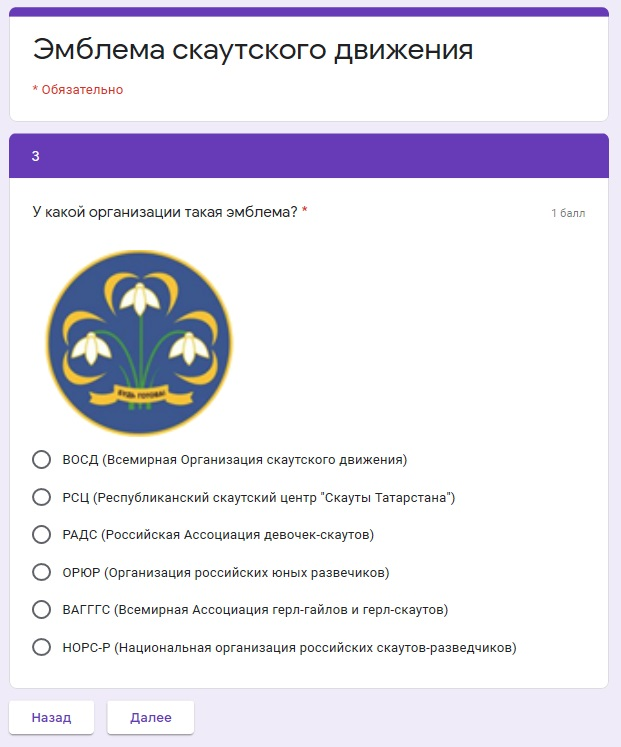 Эмблема скаутского движения
* Обязательно
3
У какой организации такая эмблема? *
1 балл
БУДЬ ГОТОВА!
ВОСД (Всемирная Организация скаутского движения)
РСЦ (Республиканский скаутский центр "Скауты Татарстана")
РАДС (Российская Ассоциация девочек-скаутов)
ОРЮР (Организация российских юных развечиков)
ВАГГГС (Всемирная Ассоциация герл-гайлов и герл-скаутов)
НОРС-Р (Национальная организация российских скаутов-разведчиков)
Назад
Далее